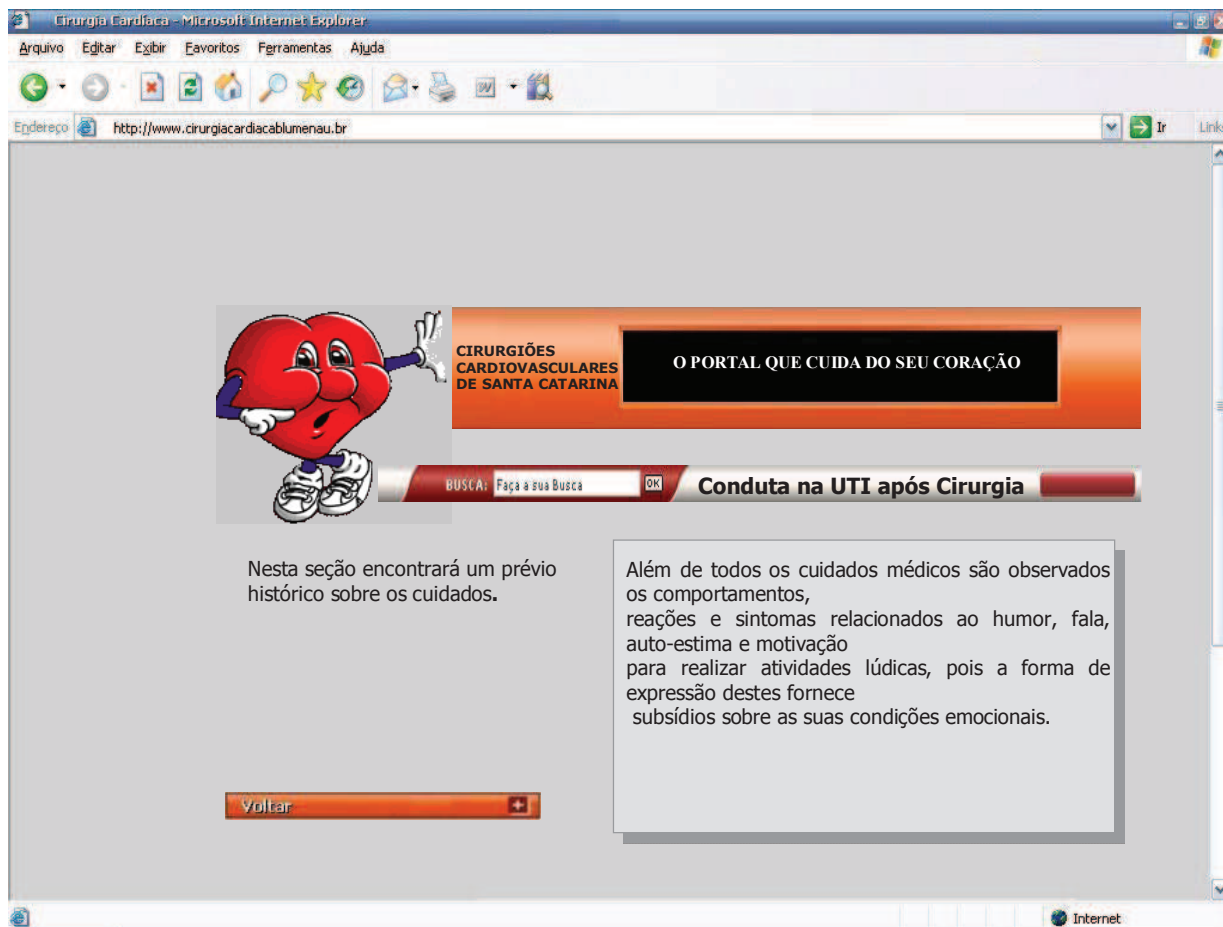 Cirurgia Cardíaca - Microsoft Internet Explorer
Arquivo Editar Exibir Favoritos Ferramentas Ajuda
Endereço http://www.cirurgiacardiacablumenau.br Ir Links
CIRURGIÕES
CARDIOVASCULARES
DE SANTA CATARINA
O PORTAL QUE CUIDA DO SEU CORAÇÃO
BUSCA: Faça a sua Busca OK Conduta na UTI após Cirurgia
Nesta seção encontrará um prévio
histórico sobre os cuidados.
Além de todos os cuidados médicos são observados
os comportamentos,
reações e sintomas relacionados ao humor, fala,
auto-estima e motivação
para realizar atividades lúdicas, pois a forma de
expressão destes fornece
subsídios sobre as suas condições emocionais.
Voltar
Internet